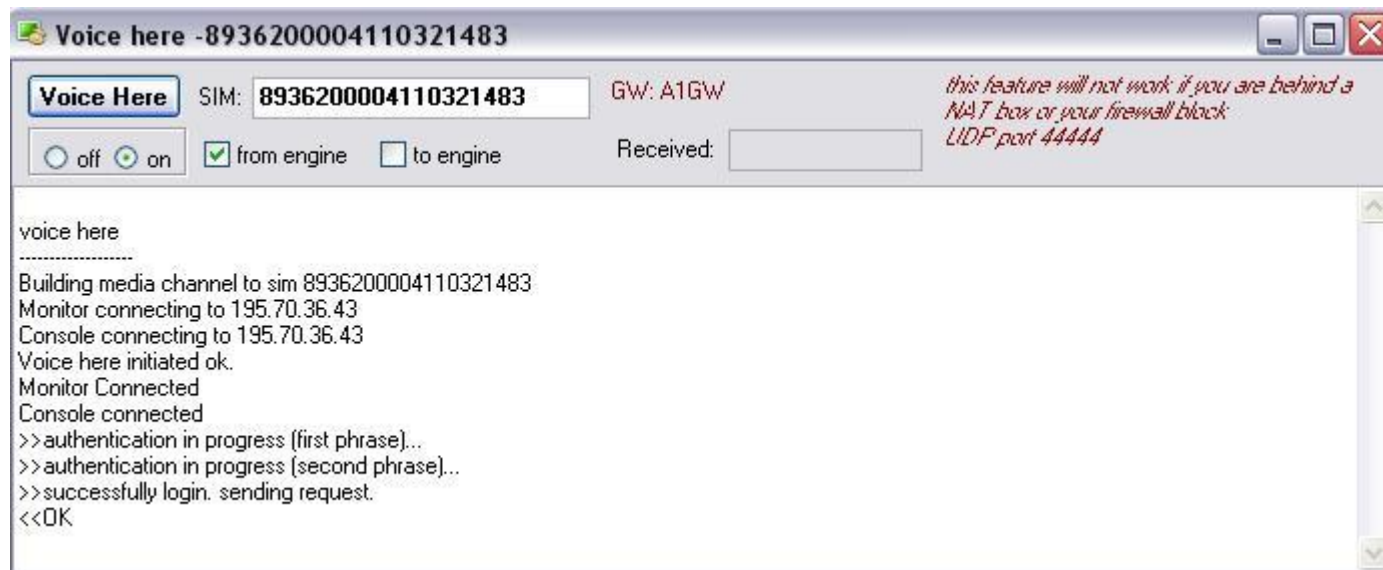 Voice here -8936200004110321483
Voice Here SIM: 8936200004110321483 GW: A1GW
this feature will not work if you are behind a
NAT box or your firewall block
UDP port 44444
off on from engine to engine Received:
voice here
-------------------
Building media channel to sim 8936200004110321483
Monitor connecting to 195.70.36.43
Console connecting to 195.70.36.43
Voice here initiated ok.
Monitor Connected
Console connected
>>authentication in progress (first phrase)...
>>authentication in progress (second phrase)...
>>successfully login. sending request.
<<OK